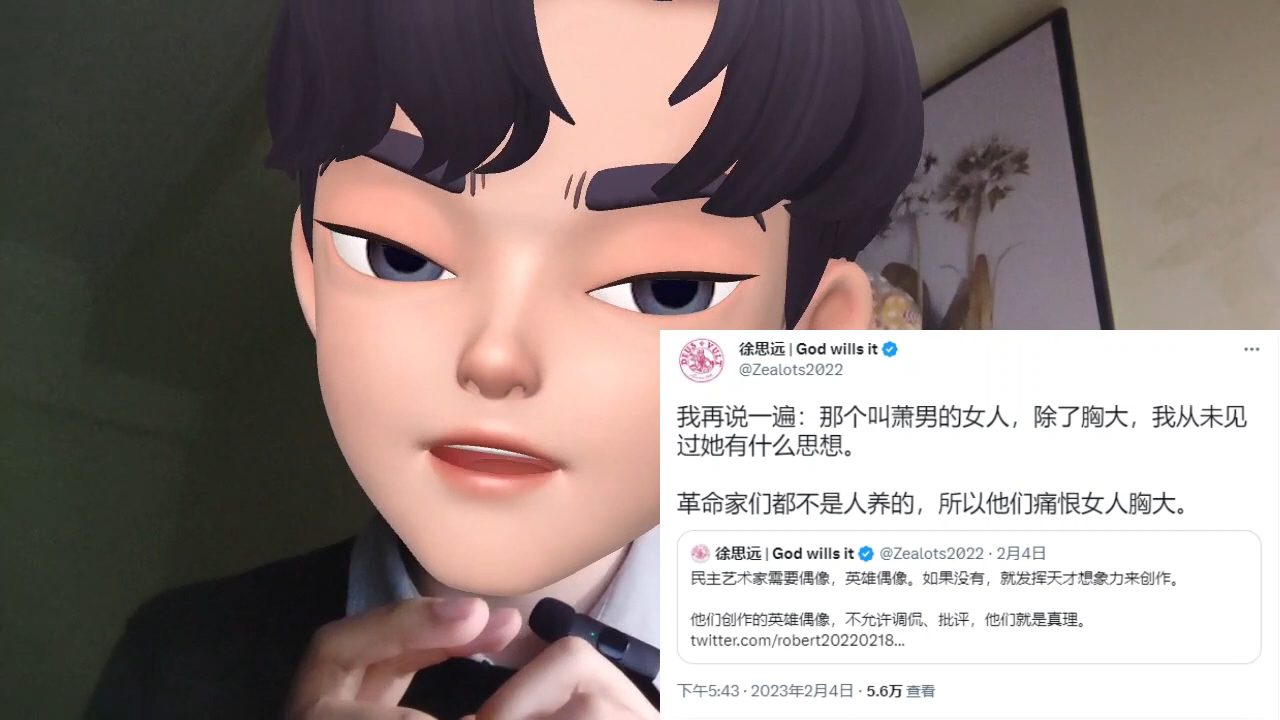 徐思远 | God wills it
@Zealots2022
我再说一遍：那个叫萧男的女人，除了胸大，我从未见
过她有什么思想。
革命家们都不是人养的，所以他们痛恨女人胸大。
徐思远 | God wills it @Zealots2022 · 2月4日
民主艺术家需要偶像，英雄偶像。如果没有，就发挥天才想象力来创作。
他们创作的英雄偶像，不允许调侃、批评，他们就是真理。
twitter.com/robert20220218...
下午5:43 · 2023年2月4日 · 5.6万 查看